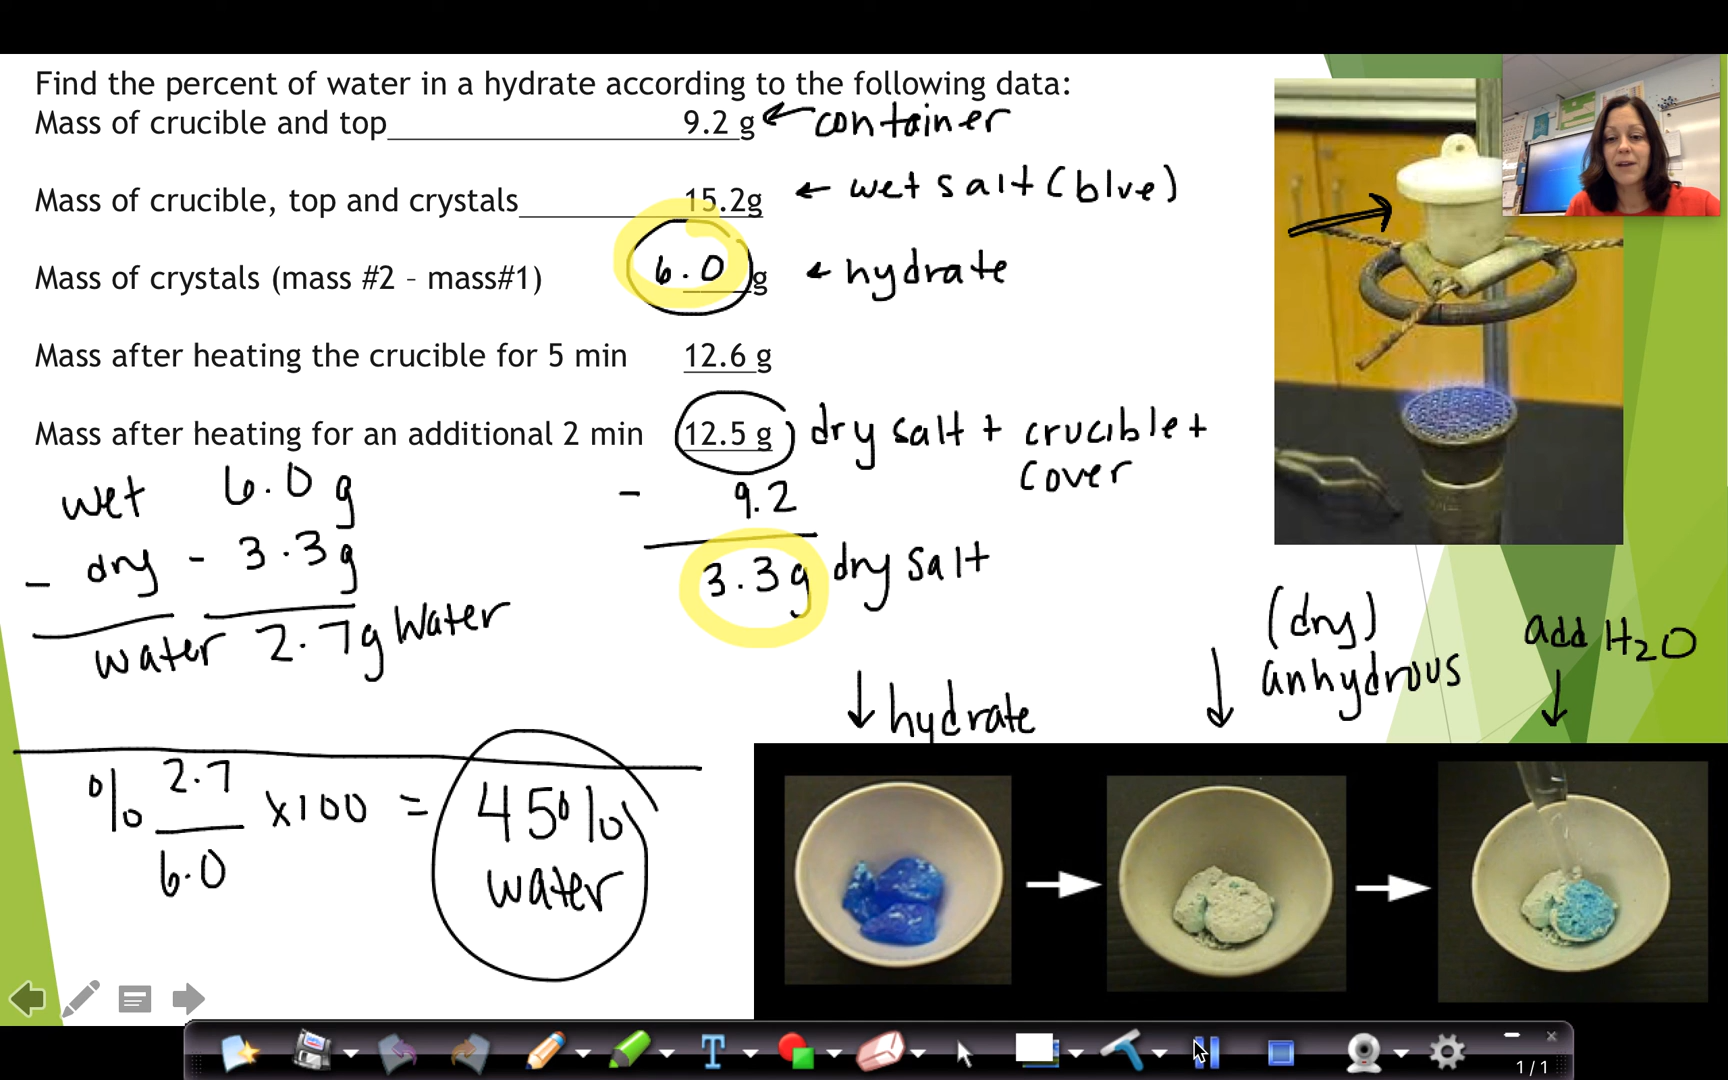 Find the percent of water in a hydrate according to the following data:
Mass of crucible and top 9.2 g ← container
Mass of crucible, top and crystals 15.2g ← wet salt (blue)
Mass of crystals (mass #2 – mass#1) 6.0 g ← hydrate
Mass after heating the crucible for 5 min 12.6 g
Mass after heating for an additional 2 min 12.5 g dry salt + crucible +
cover
wet 6.0 g
- 9.2
- dry - 3.3g
3.3g dry salt
water 2.7g water
↓ hydrate
↓ (dry)
anhydrous
add H₂O
↓
% 2.7
6.0
x100 = 45%
water
T
1 / 1